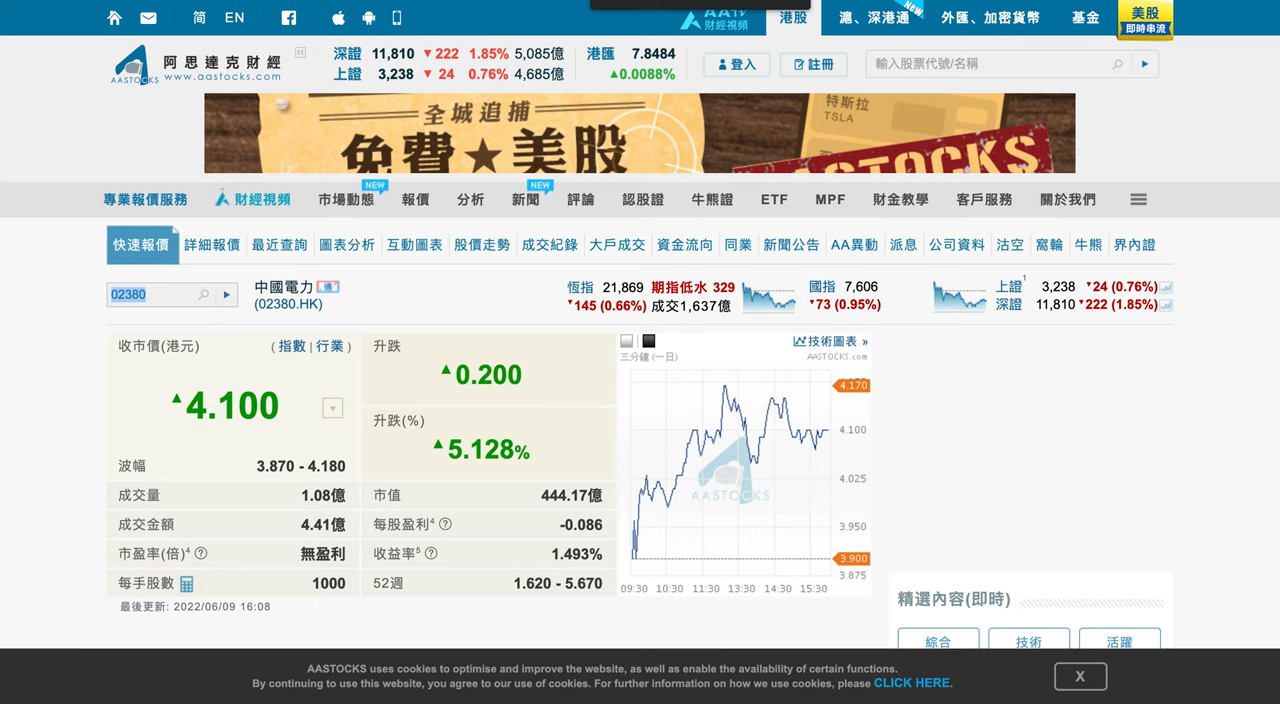 简 EN
AATV
財經視頻
港股
滬、深港通
New
外匯、加密貨幣
基金
美股
即時串流
AASTOCKS
阿思達克財經
www.aastocks.com
深證 11,810 ▼222 1.85% 5,085億
上證 3,238 ▼ 24 0.76% 4,685億
港匯 7.8484
▲0.0088%
登入
註冊
輸入股票代號/名稱
全城追捕
免費★美股
特斯拉
TSLA
AASTOCKS
專業報價服務 財經視頻 市場動態 NEW 報價 分析 新聞 NEW 評論 認股證 牛熊證 ETF MPF 財金教學 客戶服務 關於我們
快速報價 詳細報價 最近查詢 圖表分析 互動圖表 股價走勢 成交紀錄 大戶成交 資金流向 同業 新聞公告 AA異動 派息 公司資料 沽空 窩輪 牛熊 界內證
02380
中國電力
(02380.HK)
恆指 21,869 期指低水 329
▼145 (0.66%) 成交1,637億
國指 7,606
▼73 (0.95%)
上證 1 3,238 ▼24 (0.76%)
深證 11,810 ▼222 (1.85%)
收市價(港元) ( 指數 | 行業 )
▲4.100
升跌
▲0.200
升跌(%)
▲5.128%
波幅 3.870 - 4.180
成交量 1.08億
市值 444.17億
成交金額 4.41億
每股盈利4 ? -0.086
市盈率(倍)4 ? 無盈利
收益率5 ? 1.493%
每手股數 1000
52週 1.620 - 5.670
最後更新: 2022/06/09 16:08
技術圖表 »
三分鐘 (一日)
AASTOCKS.com
4.170
4.100
4.025
3.950
3.900
3.875
AASTOCKS
09:30 10:30 11:30 13:30 14:30 15:30
精選內容(即時)
綜合 技術 活躍
AASTOCKS uses cookies to optimise and improve the website, as well as enable the availability of certain functions.
By continuing to use this website, you agree to our use of cookies. For further information on how we use cookies, please CLICK HERE.
X